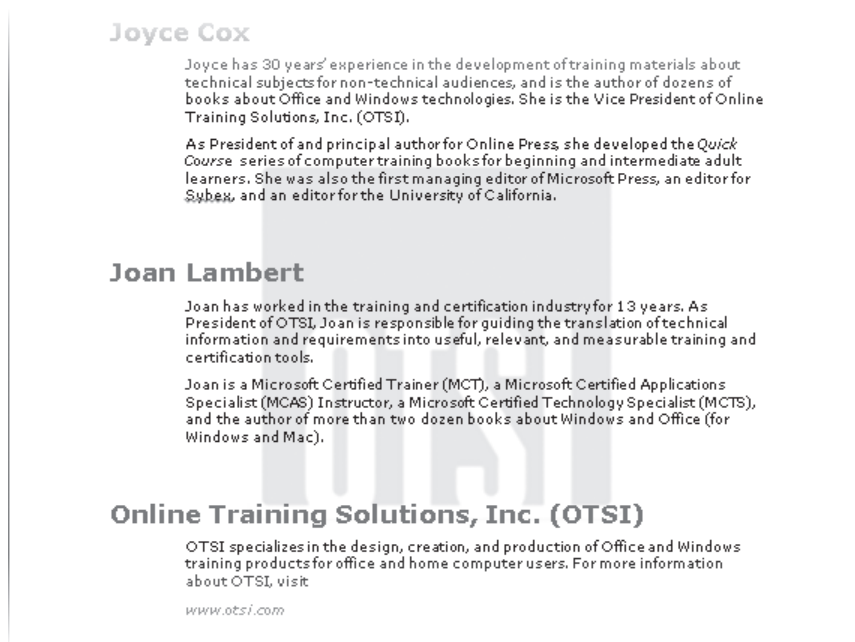 Joyce Cox
Joyce has 30 years' experience in the development of training materials about
technical subjects for non-technical audiences, and is the author of dozens of
books about Office and Windows technologies. She is the Vice President of Online
Training Solutions, Inc. (OTSI).
As President of and principal author for Online Press, she developed the Quick
Course series of computer training books for beginning and intermediate adult
learners. She was also the first managing editor of Microsoft Press, an editor for
Sybex, and an editor for the University of California.
Joan Lambert
Joan has worked in the training and certification industry for 13 years. As
President of OTSI, Joan is responsible for guiding the translation of technical
information and requirements into useful, relevant, and measurable training and
certification tools.
Joan is a Microsoft Certified Trainer (MCT), a Microsoft Certified Applications
Specialist (MCAS) Instructor, a Microsoft Certified Technology Specialist (MCTS),
and the author of more than two dozen books about Windows and Office (for
Windows and Mac).
OTSI
Online Training Solutions, Inc. (OTSI)
OTSI specializes in the design, creation, and production of Office and Windows
training products for office and home computer users. For more information
about OTSI, visit
www.otsi.com